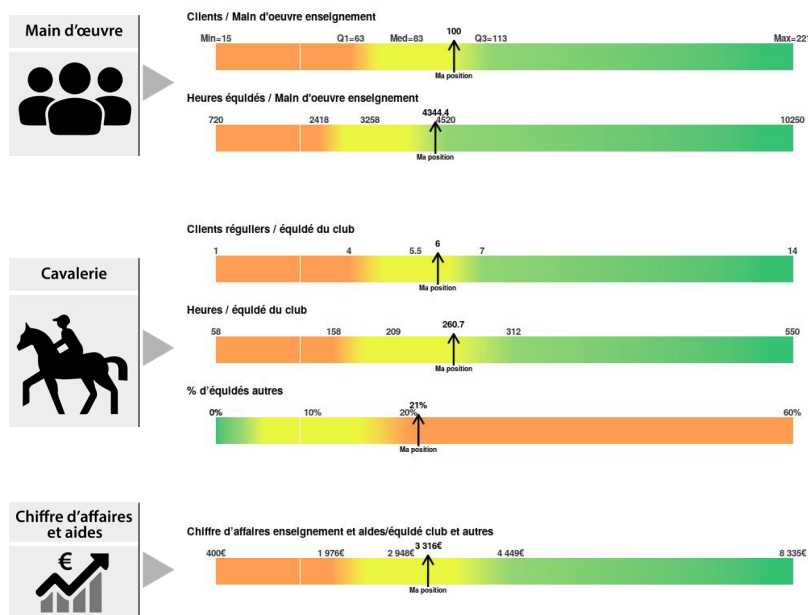 Main d'œuvre
Clients / Main d'oeuvre enseignement
Min=15 Q1=63 Med=83 100 Q3=113 Max=221
Ma position
Heures équidés / Main d'oeuvre enseignement
720 2418 3258 4344.4 4520 10250
Ma position
Cavalerie
Clients réguliers / équidé du club
1 4 5.5 6 7 14
Ma position
Heures / équidé du club
58 158 209 260.7 312 550
Ma position
% d'équidés autres
0% 10% 20% 21% 60%
Ma position
Chiffre d'affaires
et aides
€
Chiffre d'affaires enseignement et aides/équidé club et autres
400€ 1 976€ 2 948€ 3 316€ 4 449€ 8 335€
Ma position